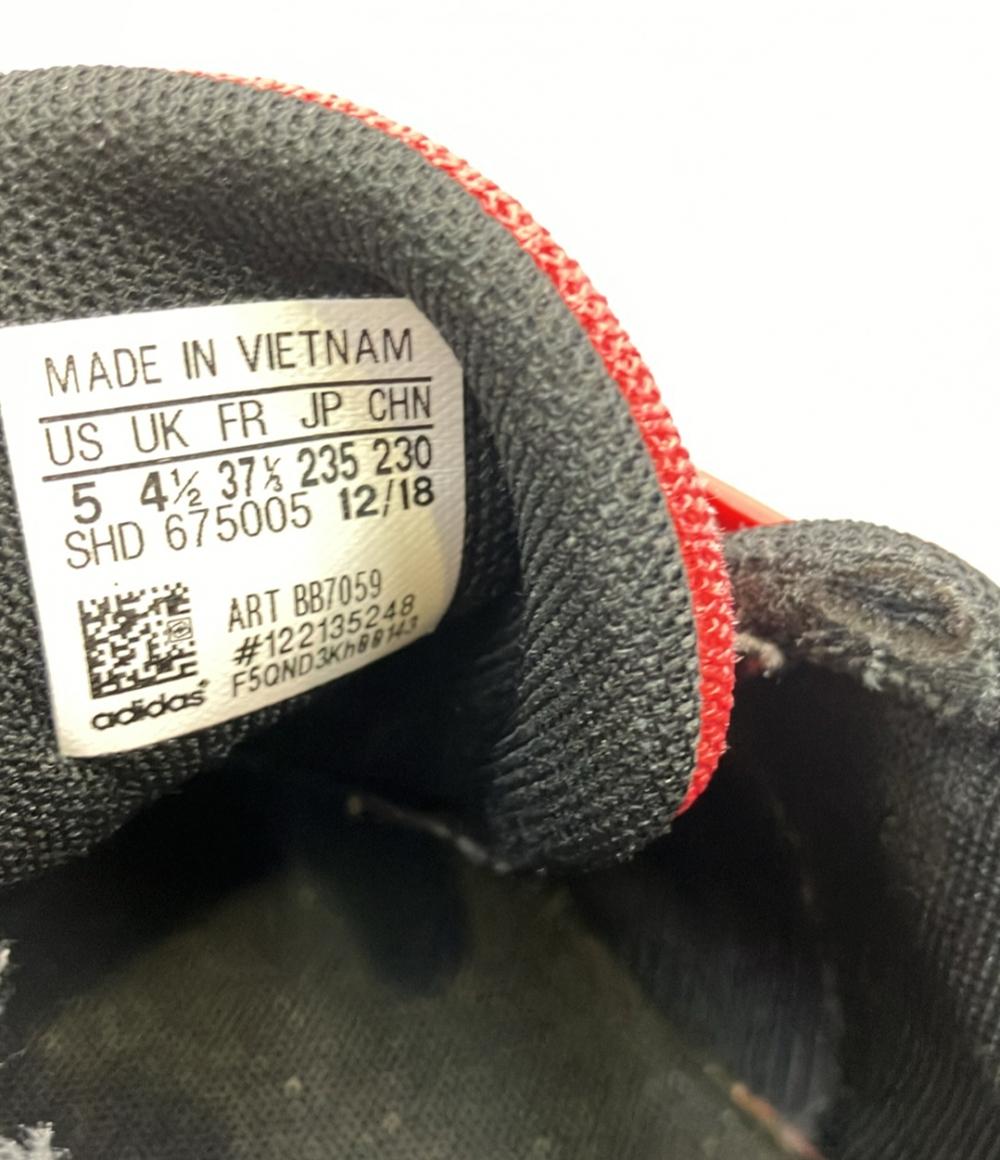 MADE IN VIETNAM
US UK FR JP CHN
5 4½ 37⅓ 235 230
SHD 675005 12/18
ART BB7059
#122135248
adidas